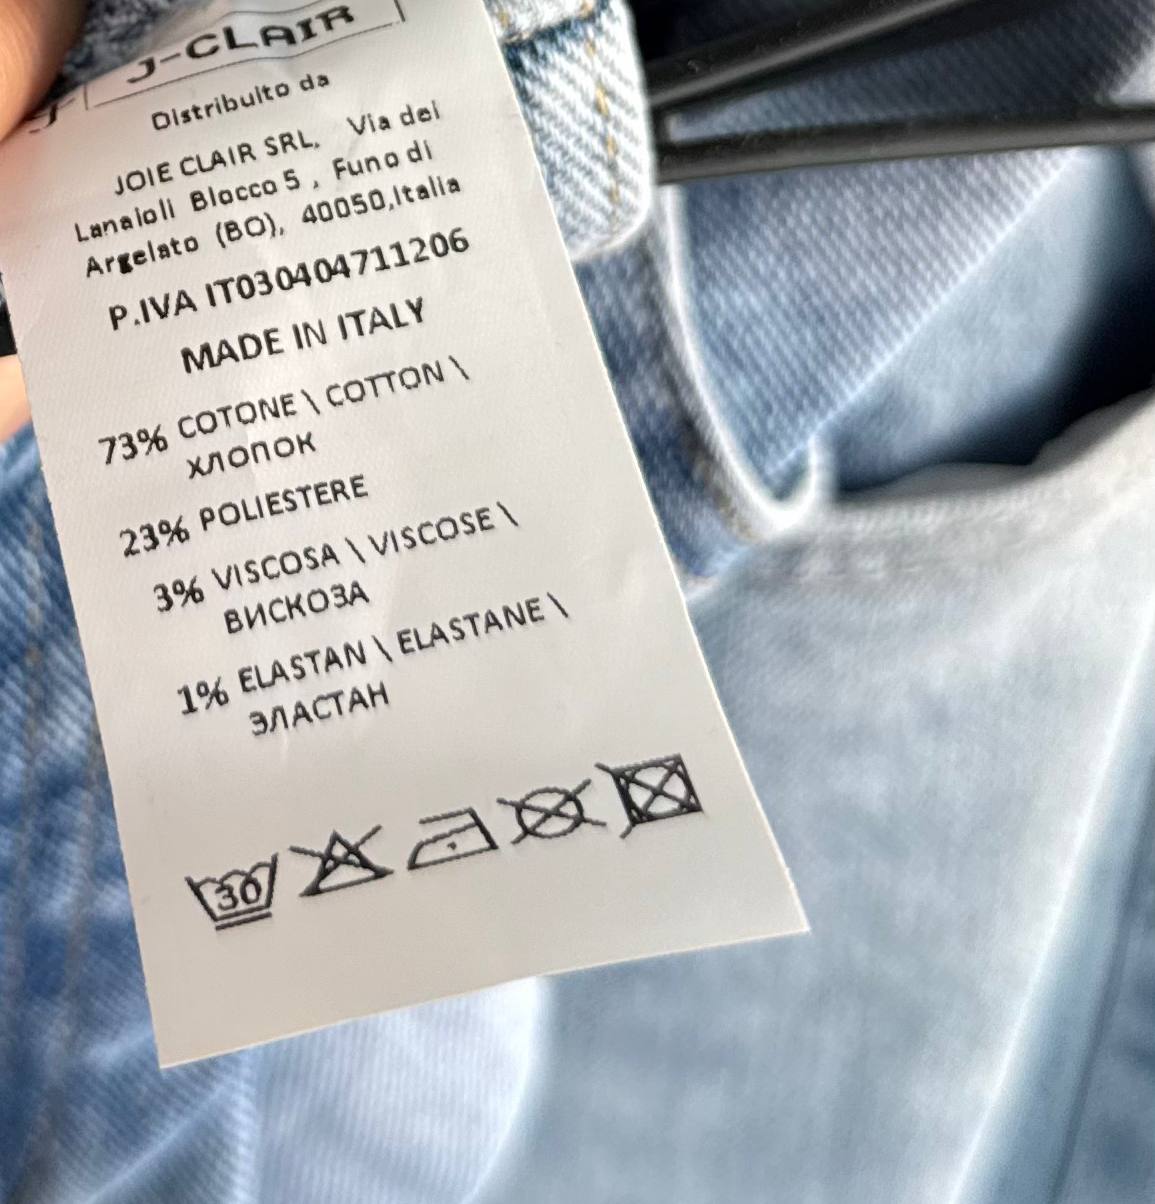 J-CLAIR
Distribuito da
JOIE CLAIR SRL, Via dei
Lanaioli Blocco 5 , Funo di
Argelato (BO), 40050,Italia
P.IVA IT030404711206
MADE IN ITALY
73% COTONE \ COTTON \
ХЛОПОК
23% POLIESTERE
3% VISCOSA \ VISCOSE \
ВИСКОЗА
1% ELASTAN \ ELASTANE \
ЭЛАСТАН
30